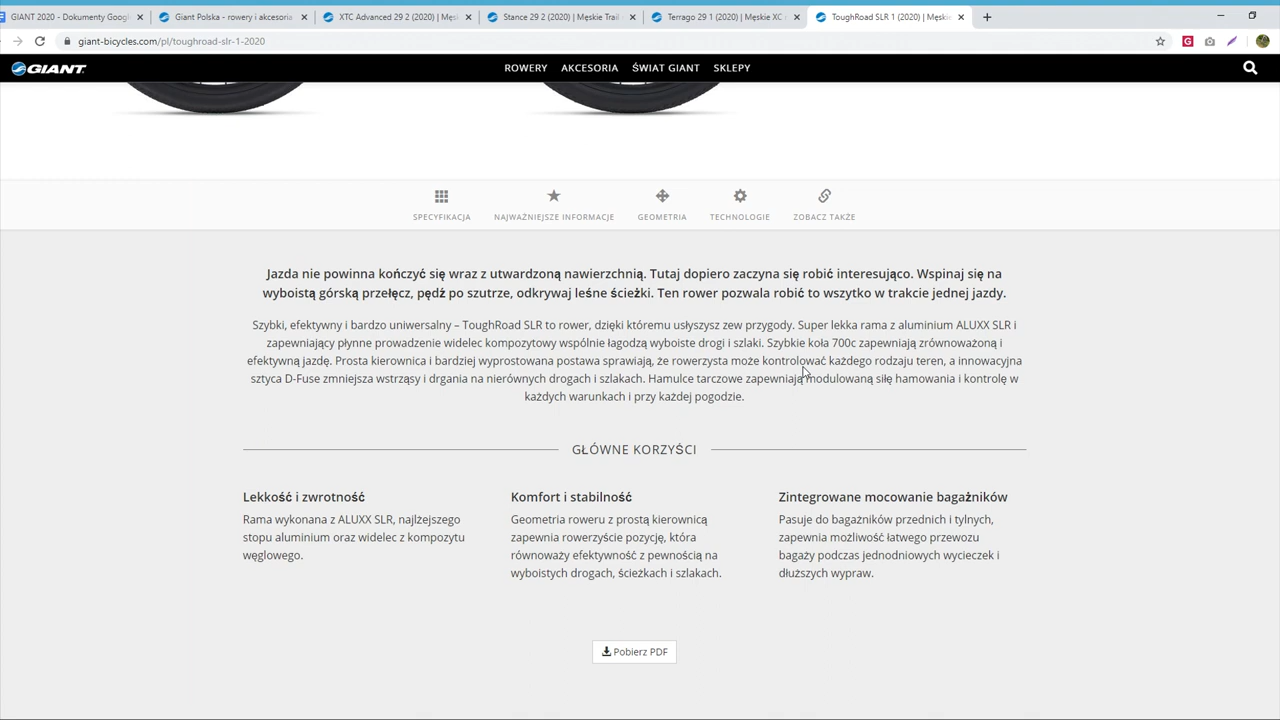 GIANT 2020 - Dokumenty Googl
Giant Polska - rowery i akcesoria
XTC Advanced 29 2 (2020) | Męsk
Stance 29 2 (2020) | Męskie Trail
Terrago 29 1 (2020) | Męskie XC
ToughRoad SLR 1 (2020) | Męski
giant-bicycles.com/pl/toughroad-slr-1-2020
GIANT
ROWERY AKCESORIA ŚWIAT GIANT SKLEPY
SPECYFIKACJA NAJWAŻNIEJSZE INFORMACJE GEOMETRIA TECHNOLOGIE ZOBACZ TAKŻE
Jazda nie powinna kończyć się wraz z utwardzoną nawierzchnią. Tutaj dopiero zaczyna się robić interesująco. Wspinaj się na
wyboistą górską przełęcz, pędź po szutrze, odkrywaj leśne ścieżki. Ten rower pozwala robić to wszytko w trakcie jednej jazdy.
Szybki, efektywny i bardzo uniwersalny – ToughRoad SLR to rower, dzięki któremu usłyszysz zew przygody. Super lekka rama z aluminium ALUXX SLR i
zapewniający płynne prowadzenie widelec kompozytowy wspólnie łagodzą wyboiste drogi i szlaki. Szybkie koła 700c zapewniają zrównoważoną i
efektywną jazdę. Prosta kierownica i bardziej wyprostowana postawa sprawiają, że rowerzysta może kontrolować każdego rodzaju teren, a innowacyjna
sztyca D-Fuse zmniejsza wstrząsy i drgania na nierównych drogach i szlakach. Hamulce tarczowe zapewniają modulowaną siłę hamowania i kontrolę w
każdych warunkach i przy każdej pogodzie.
GŁÓWNE KORZYŚCI
Lekkość i zwrotność
Rama wykonana z ALUXX SLR, najlżejszego
stopu aluminium oraz widelec z kompozytu
węglowego.
Komfort i stabilność
Geometria roweru z prostą kierownicą
zapewnia rowerzyście pozycję, która
równoważy efektywność z pewnością na
wyboistych drogach, ścieżkach i szlakach.
Zintegrowane mocowanie bagażników
Pasuje do bagażników przednich i tylnych,
zapewnia możliwość łatwego przewozu
bagaży podczas jednodniowych wycieczek i
dłuższych wypraw.
Pobierz PDF